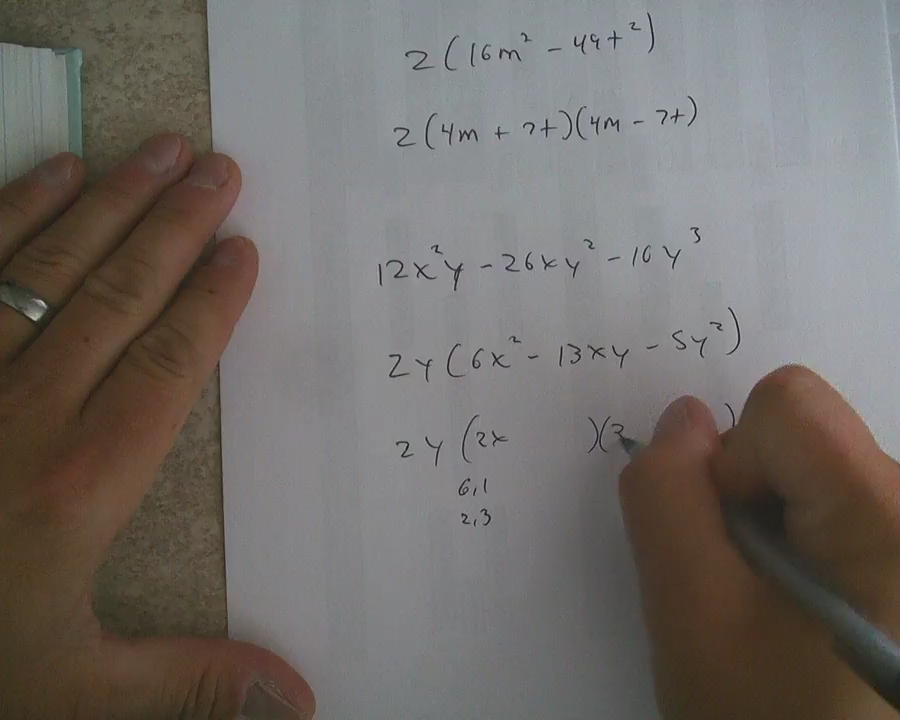 2(16m² - 49t²)
2(4m + 7t)(4m - 7t)
12x²y - 26xy² - 10y³
2y(6x² - 13xy - 5y²)
2y(2x )(3 )
6,1
2,3